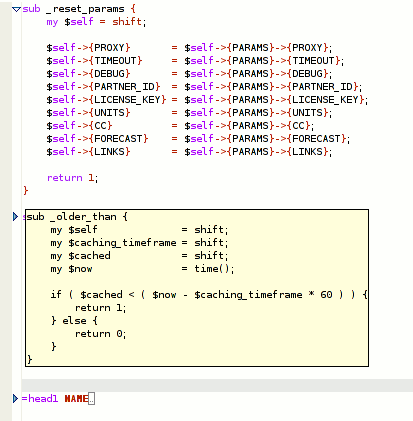 sub _reset_params {
    my $self = shift;

    $self->{PROXY}       = $self->{PARAMS}->{PROXY};
    $self->{TIMEOUT}     = $self->{PARAMS}->{TIMEOUT};
    $self->{DEBUG}       = $self->{PARAMS}->{DEBUG};
    $self->{PARTNER_ID}  = $self->{PARAMS}->{PARTNER_ID};
    $self->{LICENSE_KEY} = $self->{PARAMS}->{LICENSE_KEY};
    $self->{UNITS}       = $self->{PARAMS}->{UNITS};
    $self->{CC}          = $self->{PARAMS}->{CC};
    $self->{FORECAST}    = $self->{PARAMS}->{FORECAST};
    $self->{LINKS}       = $self->{PARAMS}->{LINKS};

    return 1;
}

sub _older_than {
    my $self              = shift;
    my $caching_timeframe = shift;
    my $cached            = shift;
    my $now               = time();

    if ( $cached < ( $now - $caching_timeframe * 60 ) ) {
        return 1;
    } else {
        return 0;
    }
}

=head1 NAME